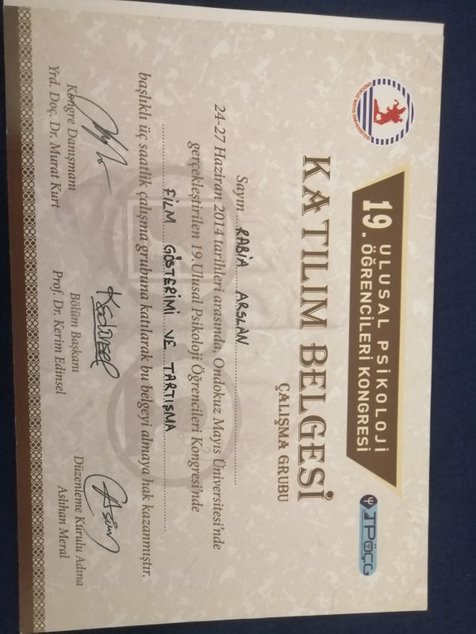 19. ULUSAL PSİKOLOJİ
ÖĞRENCİLERİ KONGRESİ
TPÖÇG
KATILIM BELGESİ
ÇALIŞMA GRUBU
Sayın RABİA ARSLAN
24-27 Haziran 2014 tarihleri arasında, Ondokuz Mayıs Üniversitesi'nde
gerçekleştirilen 19.Ulusal Psikoloji Öğrencileri Kongresi'nde
FİLM GÖSTERİMİ VE TARTIŞMA
başlıklı üç saatlik çalışma grubuna katılarak bu belgeyi almaya hak kazanmıştır.
Kongre Danışmanı
Yrd. Doç. Dr. Murat Kurt
Bölüm Başkanı
Prof. Dr. Kerim Edinsel
Düzenleme Kurulu Adına
Aslıhan Meral